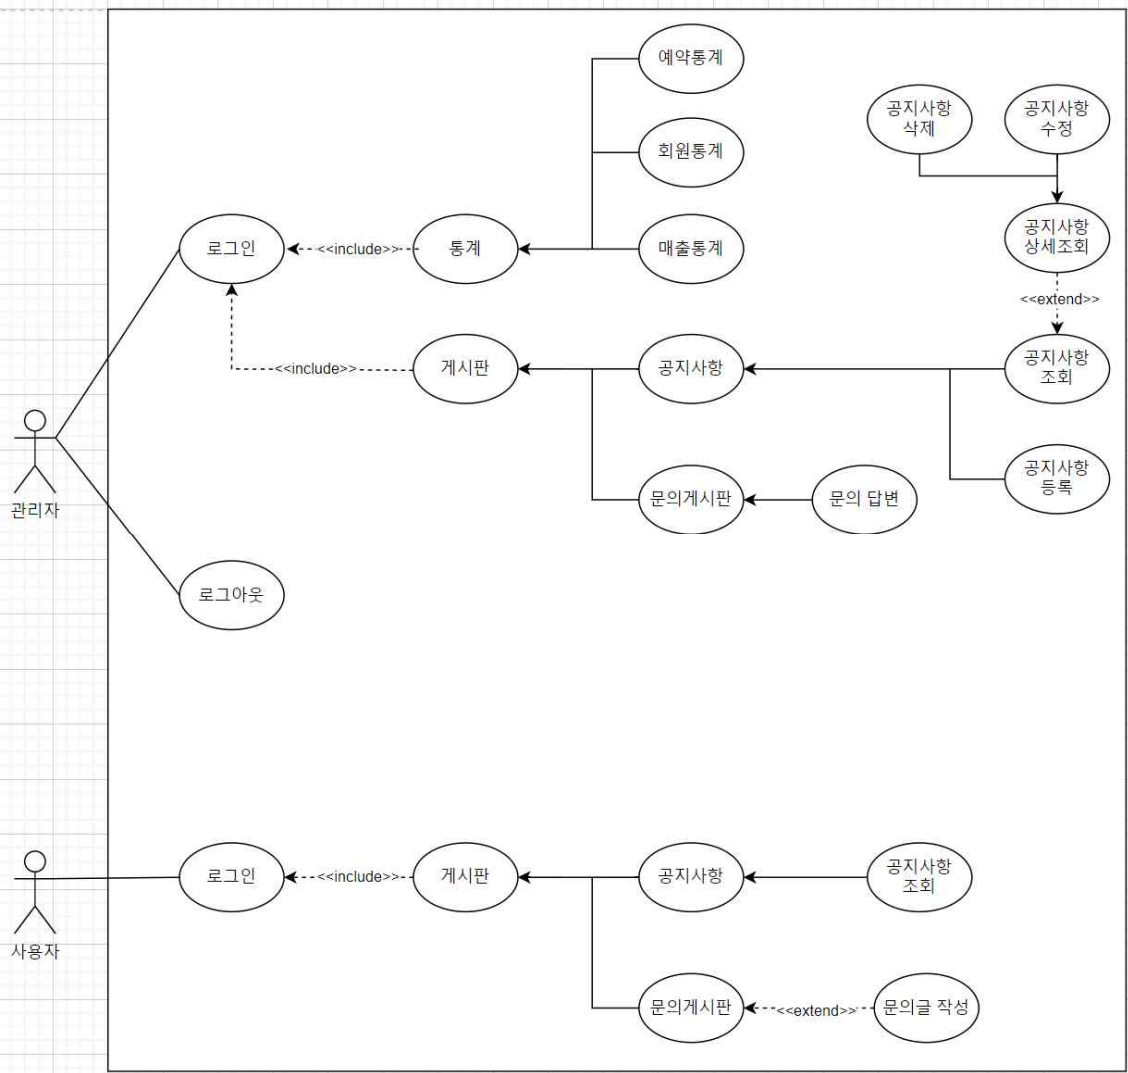 예약통계
회원통계
공지사항
삭제
공지사항
수정
로그인
<<include>>
통계
매출통계
공지사항
상세조회
<<extend>>
<<include>>
게시판
공지사항
공지사항
조회
문의게시판
문의 답변
공지사항
등록
관리자
로그아웃
로그인
<<include>>
게시판
공지사항
공지사항
조회
사용자
문의게시판
<<extend>>
문의글 작성